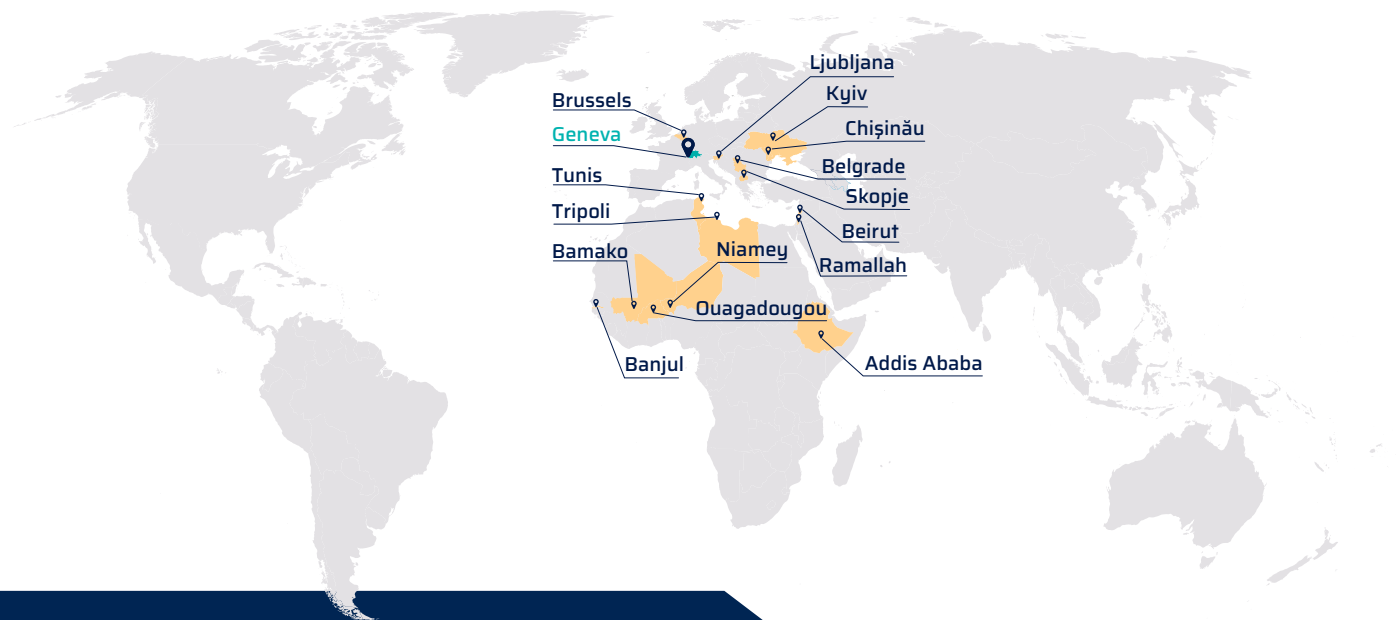 Ljubljana
Kyiv
Brussels
Chișinău
Geneva
Belgrade
Tunis
Skopje
Tripoli
Beirut
Bamako
Niamey
Ramallah
Ouagadougou
Banjul
Addis Ababa